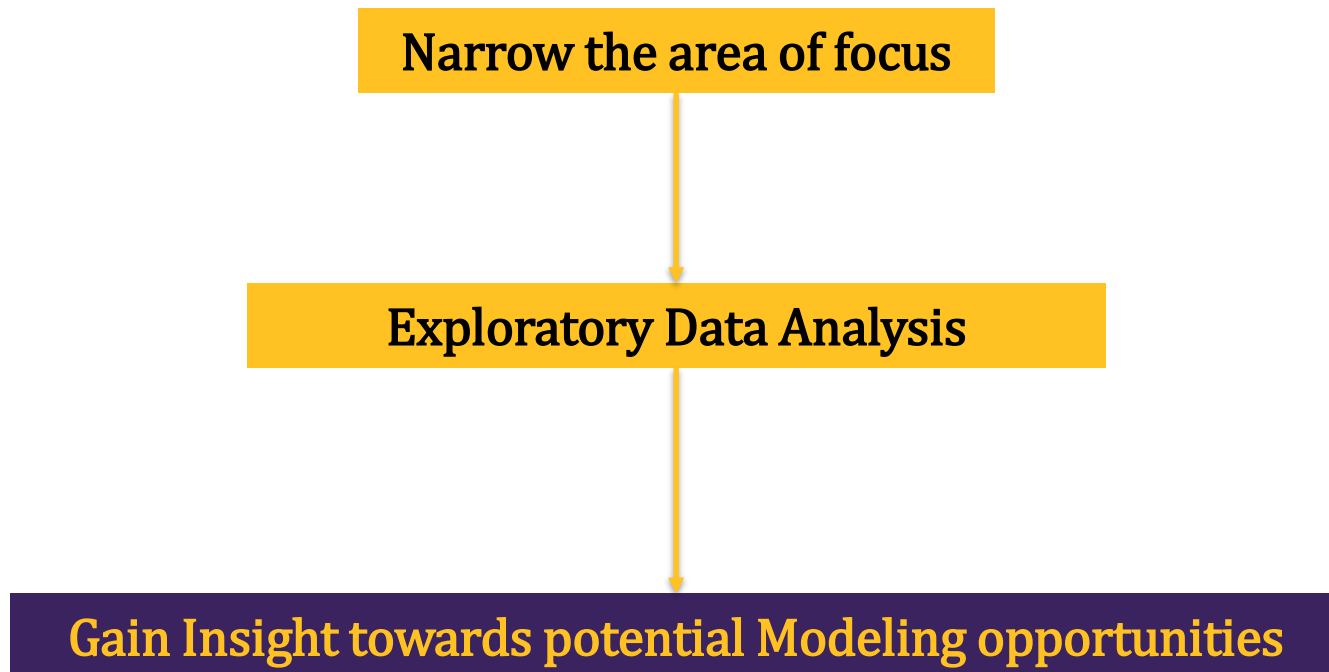 Narrow the area of focus
Exploratory Data Analysis
Gain Insight towards potential Modeling opportunities